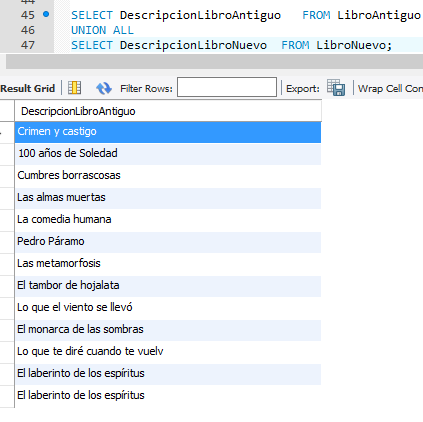 45 SELECT DescripcionLibroAntiguo FROM LibroAntiguo
46 UNION ALL
47 SELECT DescripcionLibroNuevo FROM LibroNuevo;
Result Grid Filter Rows: Export: Wrap Cell Con
DescripcionLibroAntiguo
Crimen y castigo
100 años de Soledad
Cumbres borrascosas
Las almas muertas
La comedia humana
Pedro Páramo
Las metamorfosis
El tambor de hojalata
Lo que el viento se llevó
El monarca de las sombras
Lo que te diré cuando te vuelv
El laberinto de los espíritus
El laberinto de los espíritus